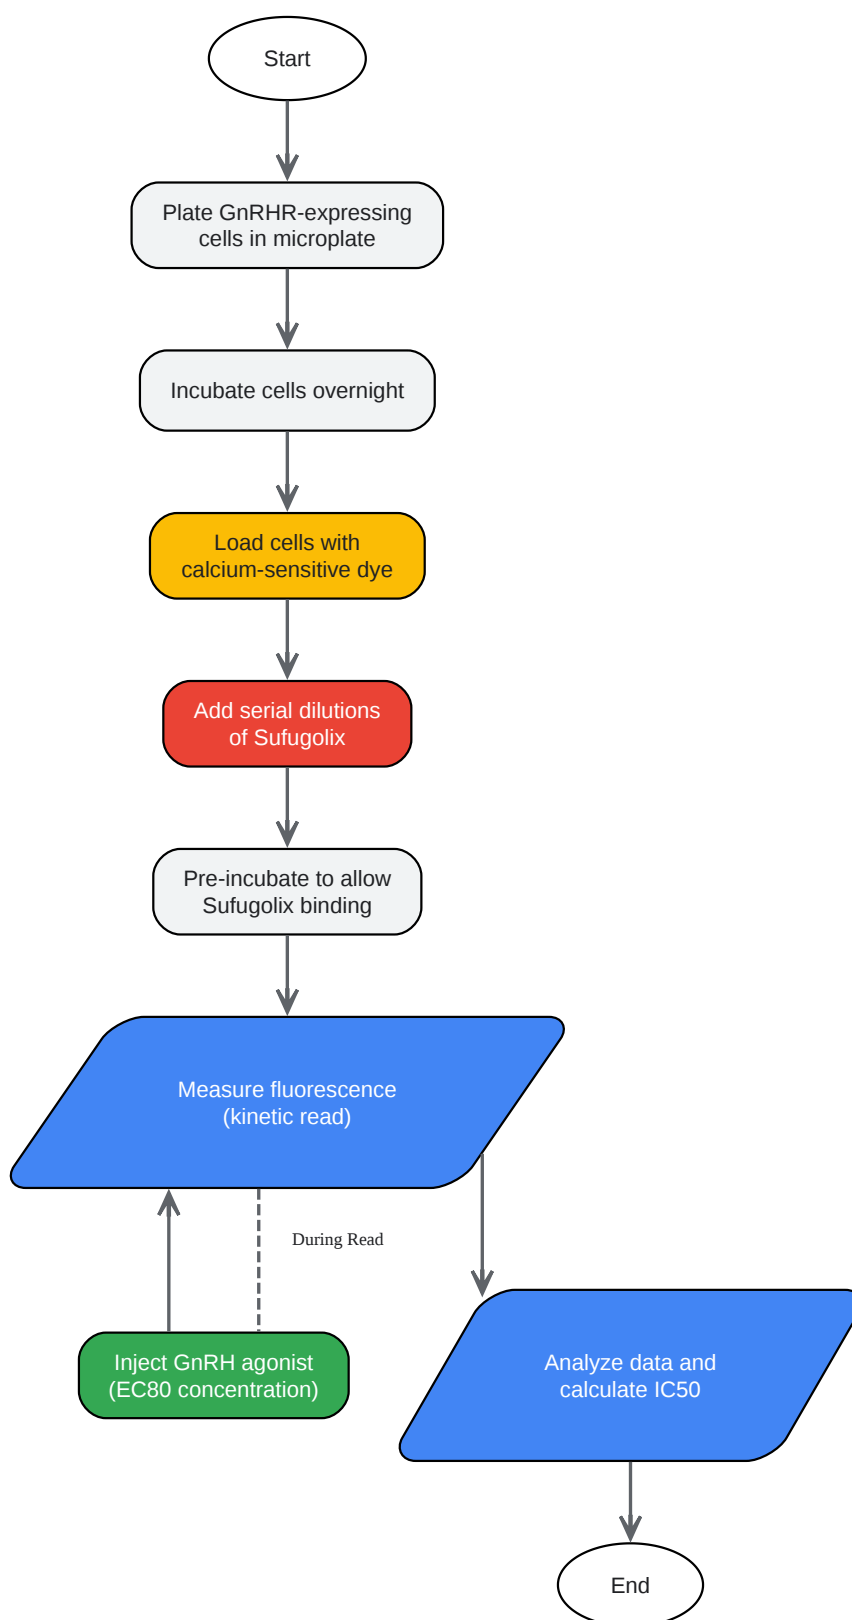 Start
Plate GnRHR-expressing
cells in microplate
Incubate cells overnight
Load cells with
calcium-sensitive dye
Add serial dilutions
of Sufugolix
Pre-incubate to allow
Sufugolix binding
Measure fluorescence
(kinetic read)
During Read
Inject GnRH agonist
(EC80 concentration)
Analyze data and
calculate IC50
End